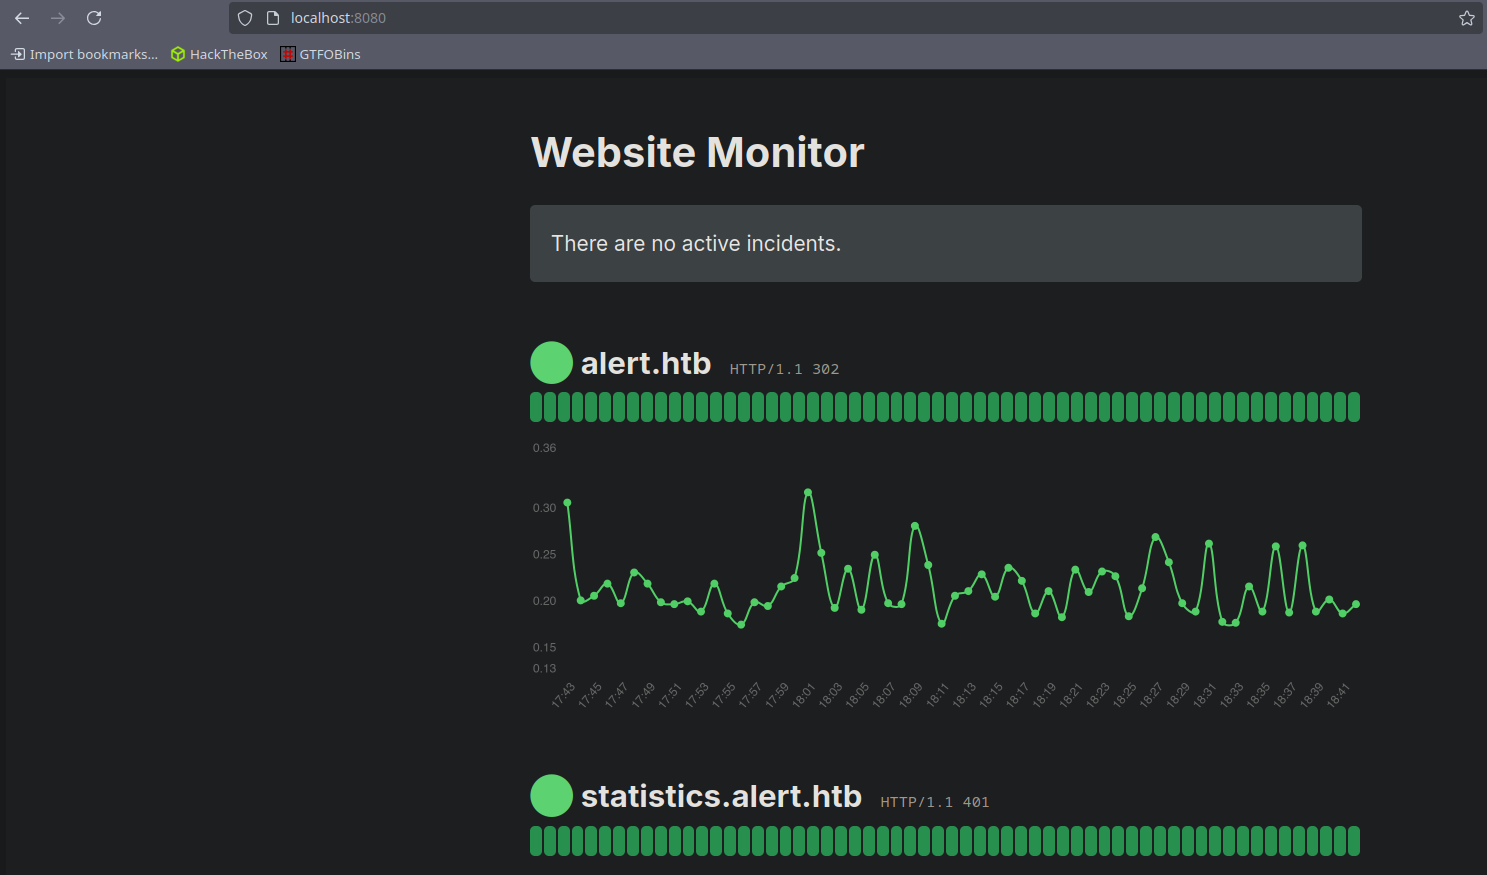 localhost:8080
Import bookmarks... HackTheBox GTFOBins
Website Monitor
There are no active incidents.
alert.htb HTTP/1.1 302
0.36
0.30
0.25
0.20
0.15
0.13
17:43 17:45 17:47 17:49 17:51 17:53 17:55 17:57 17:59 18:01 18:03 18:05 18:07 18:09 18:11 18:13 18:15 18:17 18:19 18:21 18:23 18:25 18:27 18:29 18:31 18:33 18:35 18:37 18:39 18:41
statistics.alert.htb HTTP/1.1 401